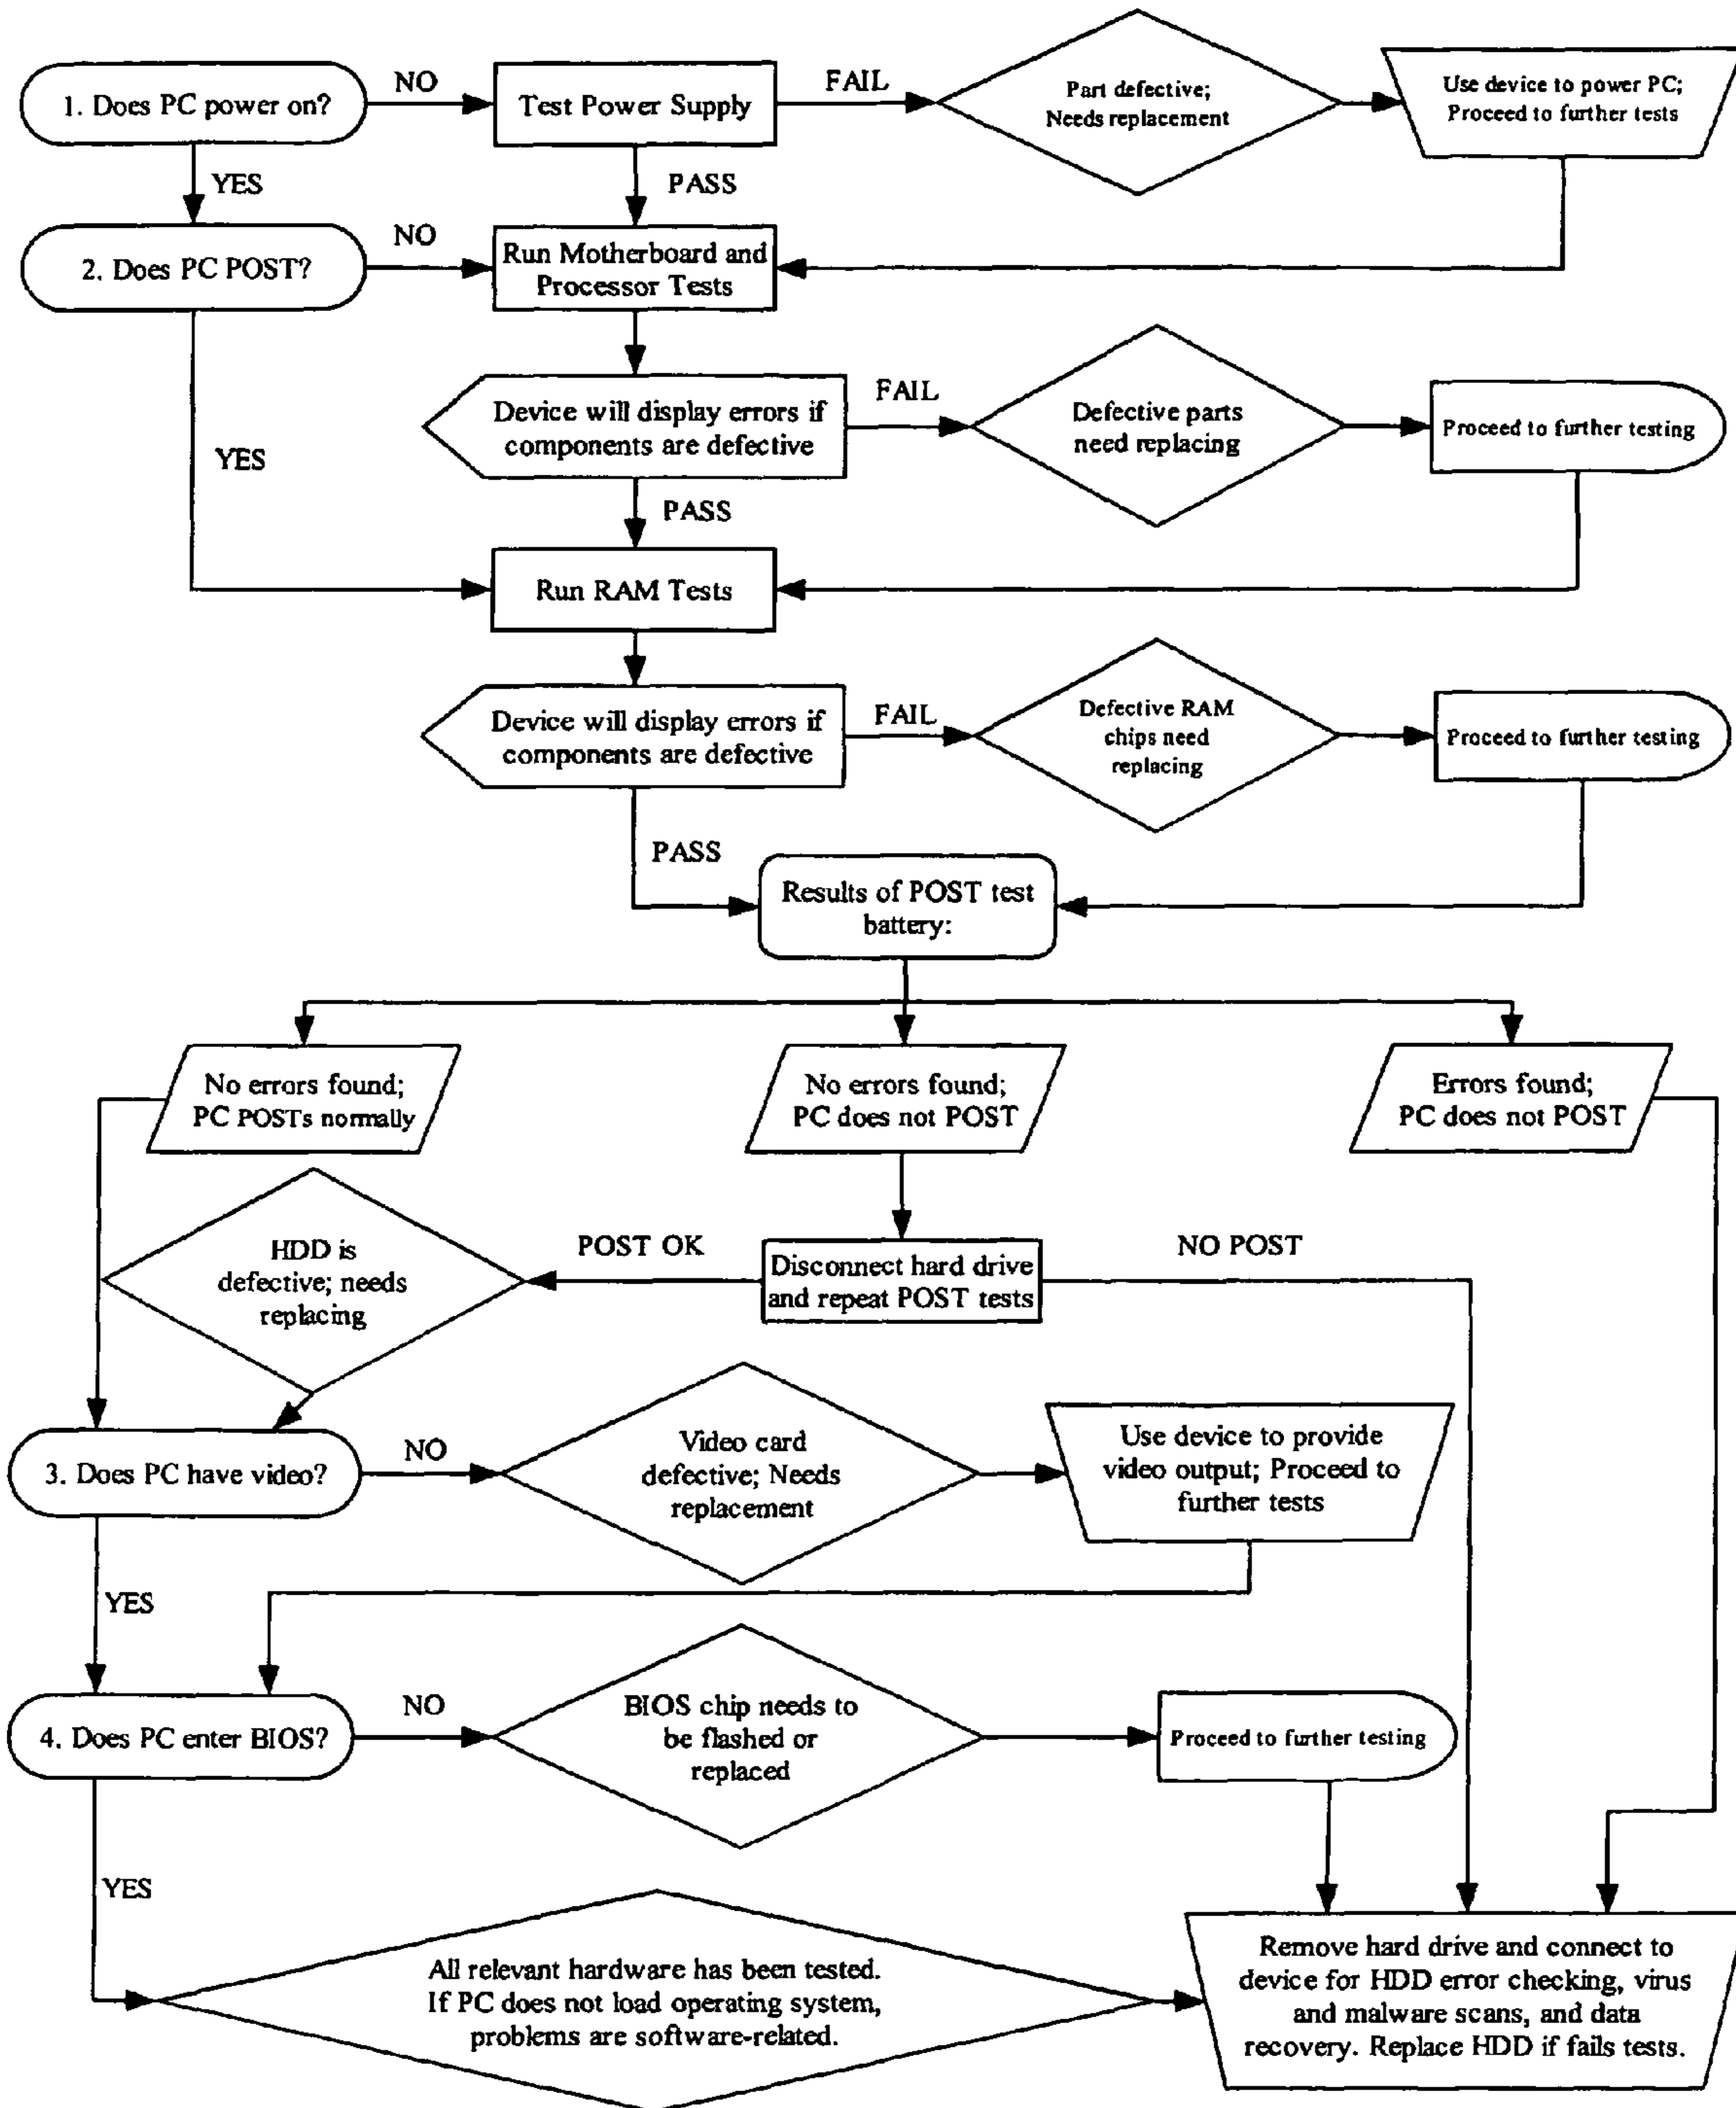 1. Does PC power on?
NO
Test Power Supply
FAIL
Part defective;
Needs replacement
Use device to power PC;
Proceed to further tests
YES
PASS
2. Does PC POST?
NO
Run Motherboard and
Processor Tests
Device will display errors if
components are defective
FAIL
Defective parts
need replacing
Proceed to further testing
YES
PASS
Run RAM Tests
Device will display errors if
components are defective
FAIL
Defective RAM
chips need
replacing
Proceed to further testing
PASS
Results of POST test
battery:
No errors found;
PC POSTs normally
No errors found;
PC does not POST
Errors found;
PC does not POST
HDD is
defective; needs
replacing
POST OK
Disconnect hard drive
and repeat POST tests
NO POST
3. Does PC have video?
NO
Video card
defective; Needs
replacement
Use device to provide
video output; Proceed to
further tests
YES
4. Does PC enter BIOS?
NO
BIOS chip needs to
be flashed or
replaced
Proceed to further testing
YES
All relevant hardware has been tested.
If PC does not load operating system,
problems are software-related.
Remove hard drive and connect to
device for HDD error checking, virus
and malware scans, and data
recovery. Replace HDD if fails tests.